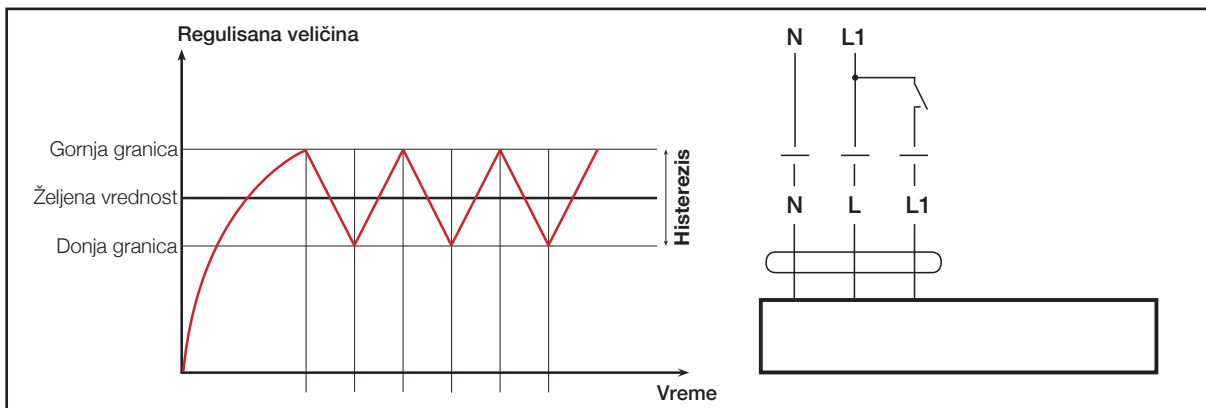 Regulisana veličina
Gornja granica
Željena vrednost
Donja granica
Histerezis
Vreme
N L1
N L L1